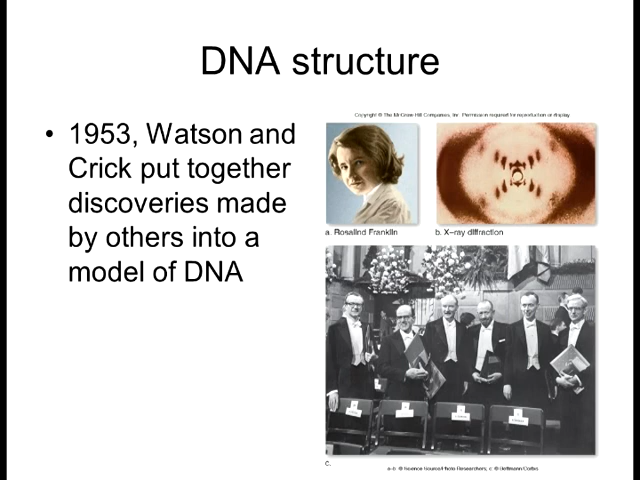 DNA structure
• 1953, Watson and
Crick put together
discoveries made
by others into a
model of DNA
Copyright © The McGraw-Hill Companies, Inc. Permission required for reproduction or display.
a. Rosalind Franklin
b. X-ray diffraction
c.
a-b: © Science Source/Photo Researchers; c: © Bettmann/Corbis